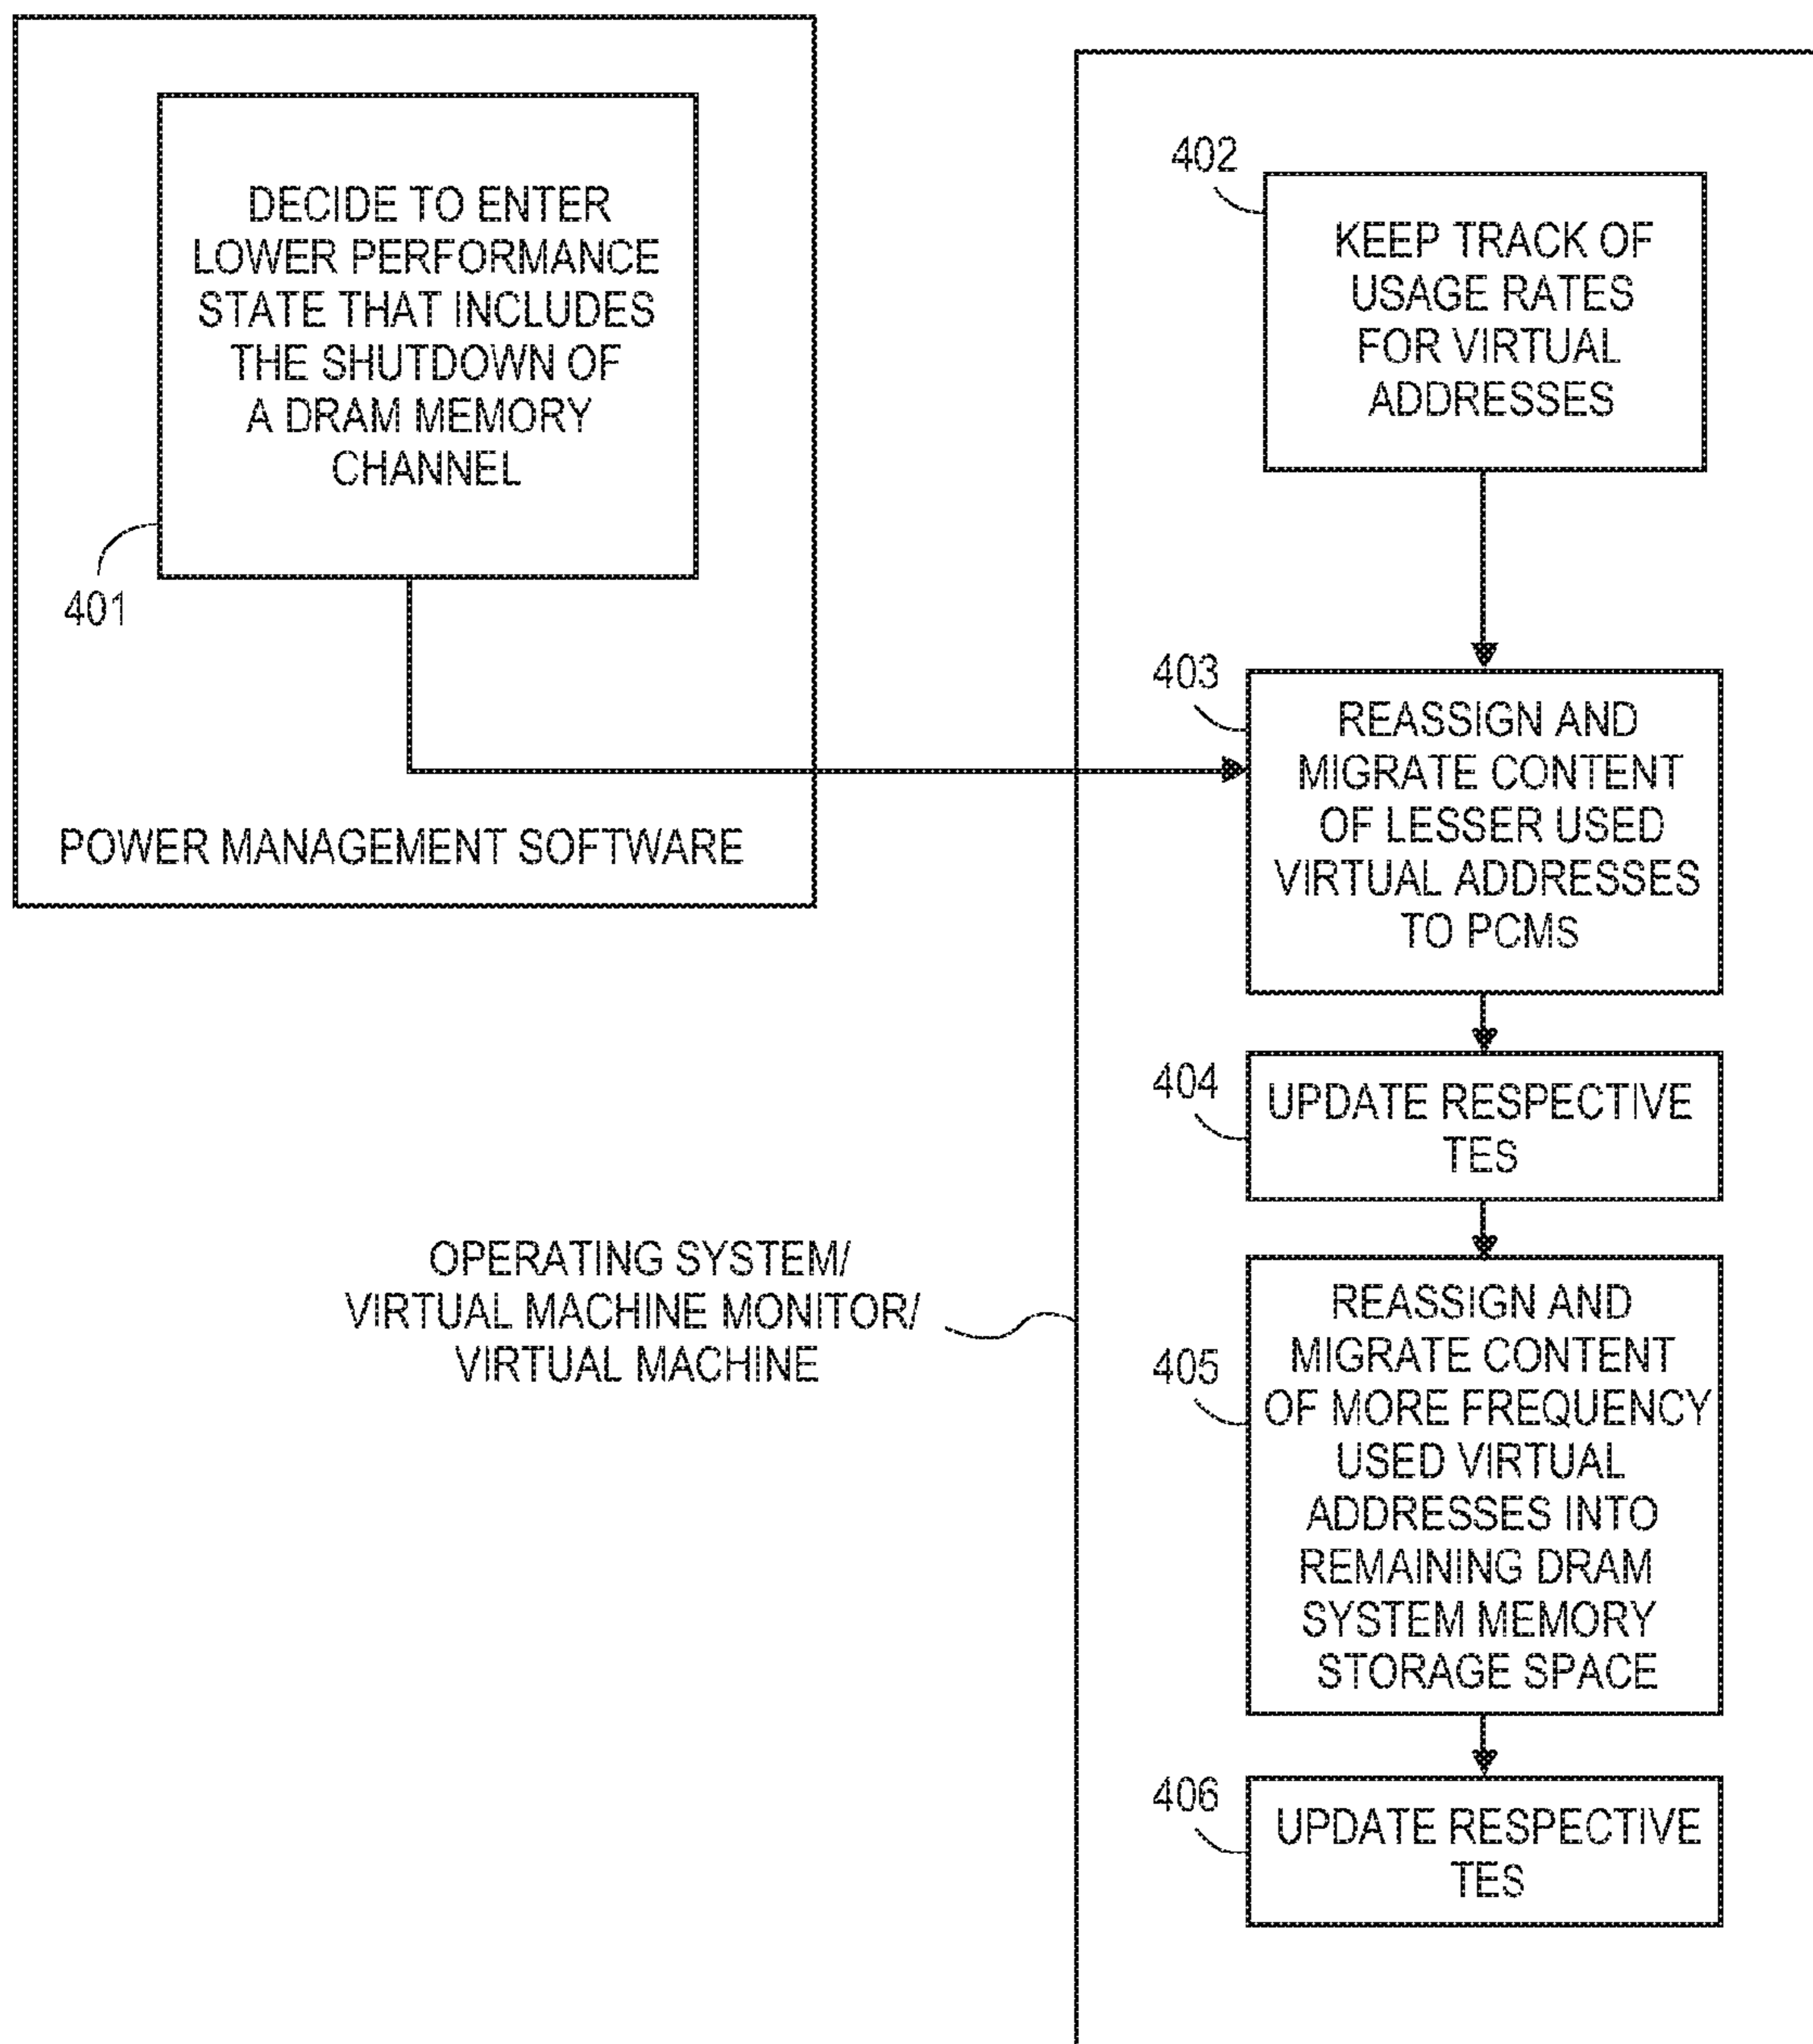 DECIDE TO ENTER
LOWER PERFORMANCE
STATE THAT INCLUDES
THE SHUTDOWN OF
A DRAM MEMORY
CHANNEL
401
POWER MANAGEMENT SOFTWARE
402
KEEP TRACK OF
USAGE RATES
FOR VIRTUAL
ADDRESSES
403
REASSIGN AND
MIGRATE CONTENT
OF LESSER USED
VIRTUAL ADDRESSES
TO PCMS
404
UPDATE RESPECTIVE
TES
OPERATING SYSTEM/
VIRTUAL MACHINE MONITOR/
VIRTUAL MACHINE
405
REASSIGN AND
MIGRATE CONTENT
OF MORE FREQUENCY
USED VIRTUAL
ADDRESSES INTO
REMAINING DRAM
SYSTEM MEMORY
STORAGE SPACE
406
UPDATE RESPECTIVE
TES